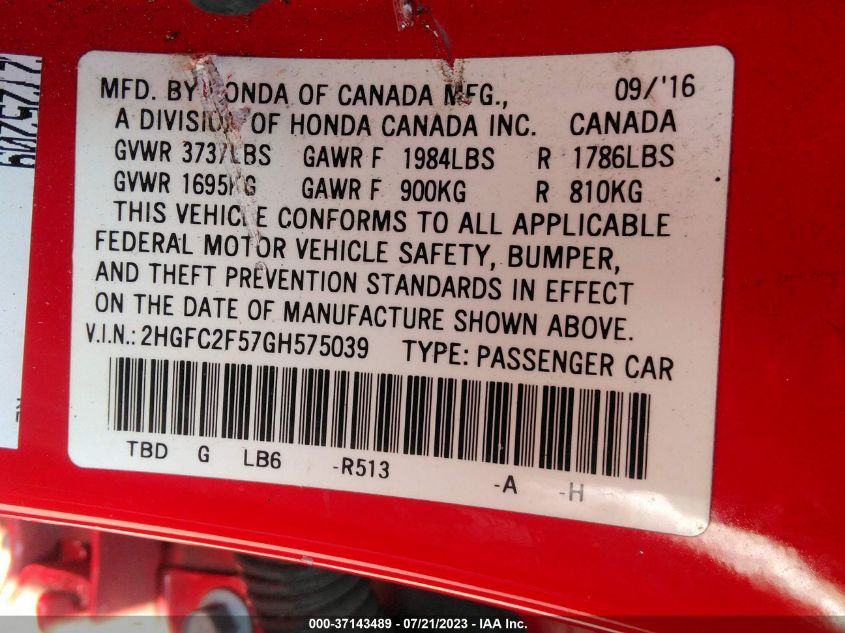 MFD. BY HONDA OF CANADA MFG., 09/'16
A DIVISION OF HONDA CANADA INC. CANADA
GVWR 3737LBS GAWR F 1984LBS R 1786LBS
GVWR 1695KG GAWR F 900KG R 810KG
THIS VEHICLE CONFORMS TO ALL APPLICABLE
FEDERAL MOTOR VEHICLE SAFETY, BUMPER,
AND THEFT PREVENTION STANDARDS IN EFFECT
ON THE DATE OF MANUFACTURE SHOWN ABOVE.
V.I.N.: 2HGFC2F57GH575039 TYPE: PASSENGER CAR
TBD G LB6 -R513 -A -H
000-37143489 - 07/21/2023 - IAA Inc.